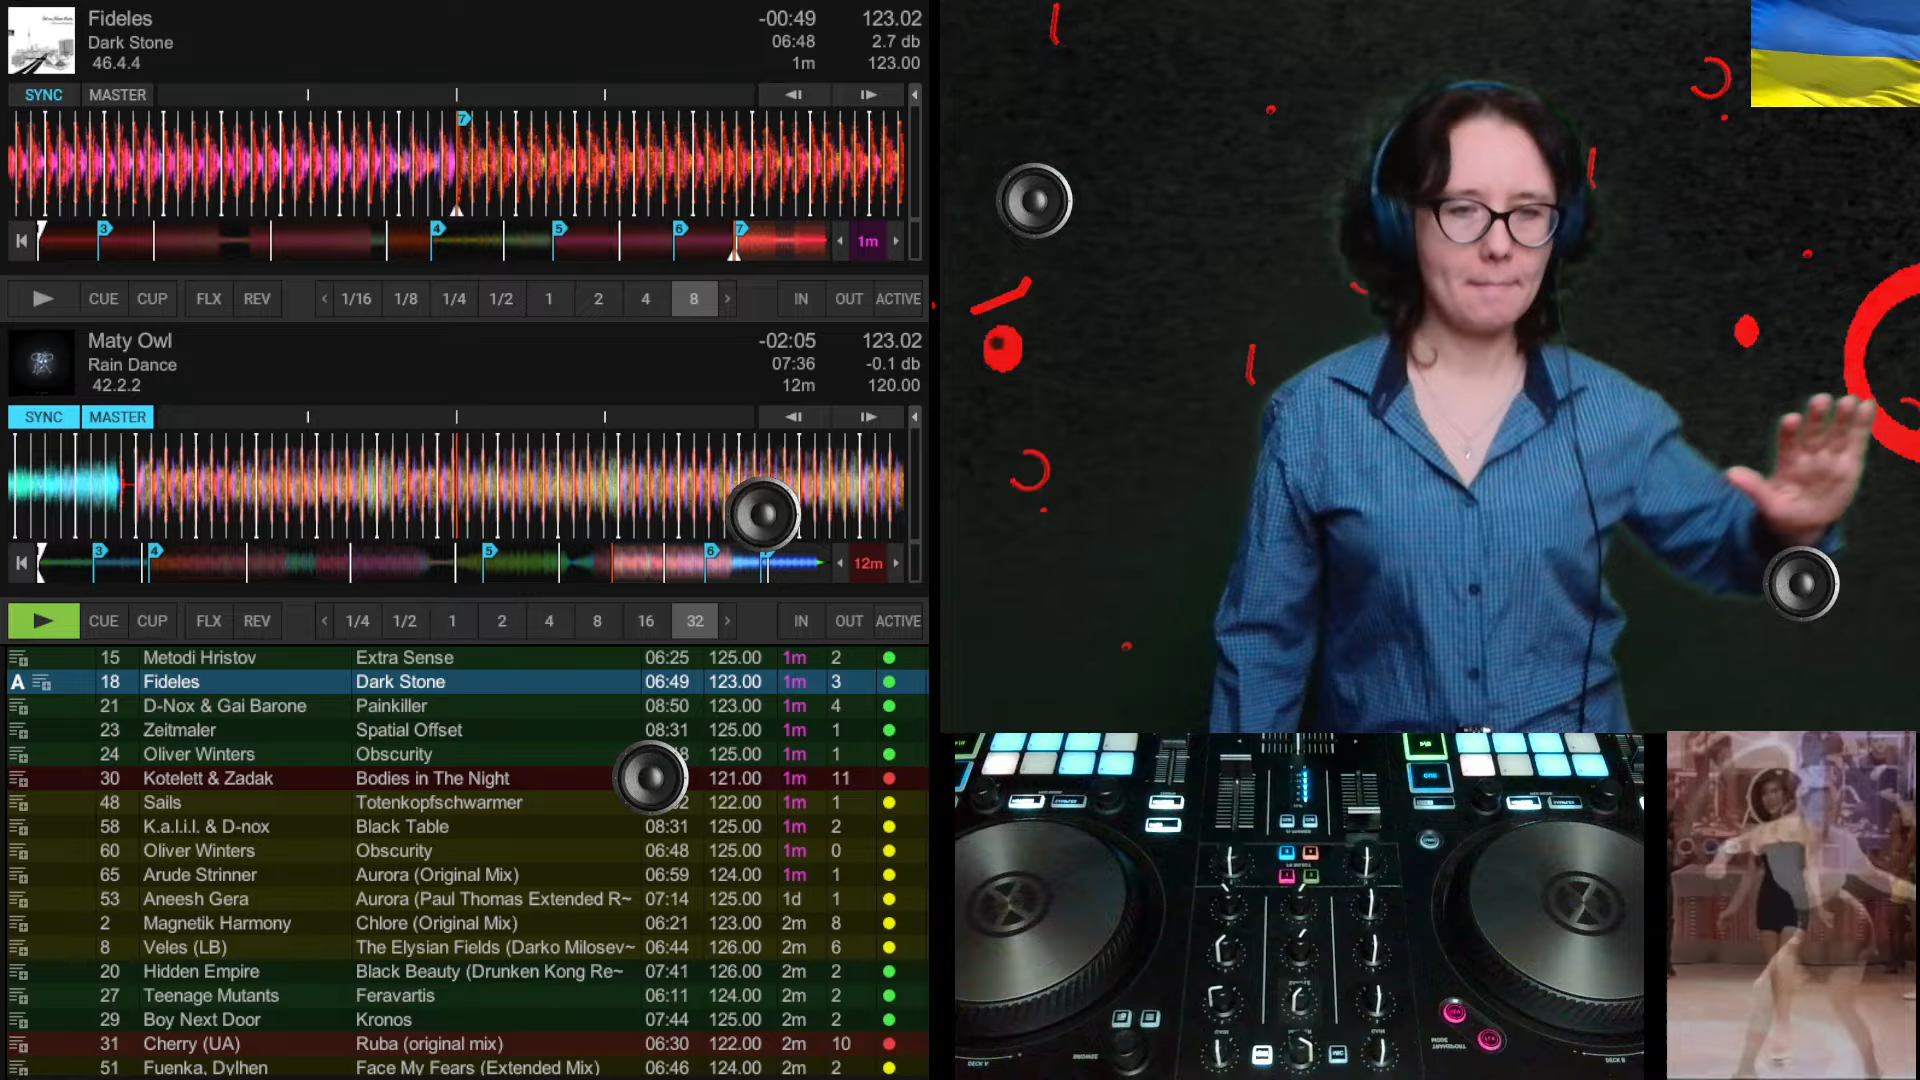 Fideles -00:49 123.02
Dark Stone 06:48 2.7 db
46.4.4 1m 123.00
SYNC MASTER
7
3 4 5 6 7 1m
CUE CUP FLX REV 1/16 1/8 1/4 1/2 1 2 4 8 IN OUT ACTIVE
Maty Owl -02:05 123.02
Rain Dance 07:36 -0.1 db
42.2.2 12m 120.00
SYNC MASTER
3 4 5 6 12m
CUE CUP FLX REV 1/4 1/2 1 2 4 8 16 32 IN OUT ACTIVE
15 Metodi Hristov Extra Sense 06:25 125.00 1m 2
A 18 Fideles Dark Stone 06:49 123.00 1m 3
21 D-Nox & Gai Barone Painkiller 08:50 123.00 1m 4
23 Zeitmaler Spatial Offset 08:31 125.00 1m 1
24 Oliver Winters Obscurity 125.00 1m 1
30 Kotelett & Zadak Bodies in The Night 121.00 1m 11
48 Sails Totenkopfschwarmer 122.00 1m 1
58 K.a.l.i.l. & D-nox Black Table 08:31 125.00 1m 2
60 Oliver Winters Obscurity 06:48 125.00 1m 0
65 Arude Strinner Aurora (Original Mix) 06:59 124.00 1m 1
53 Aneesh Gera Aurora (Paul Thomas Extended R~ 07:14 125.00 1d 1
2 Magnetik Harmony Chlore (Original Mix) 06:21 123.00 2m 8
8 Veles (LB) The Elysian Fields (Darko Milosev~ 06:44 126.00 2m 6
20 Hidden Empire Black Beauty (Drunken Kong Re~ 07:41 126.00 2m 2
27 Teenage Mutants Feravartis 06:11 124.00 2m 2
29 Boy Next Door Kronos 07:44 125.00 2m 2
31 Cherry (UA) Ruba (original mix) 06:30 122.00 2m 10
51 Fuenka, Dylhen Face My Fears (Extended Mix) 06:46 124.00 2m 2